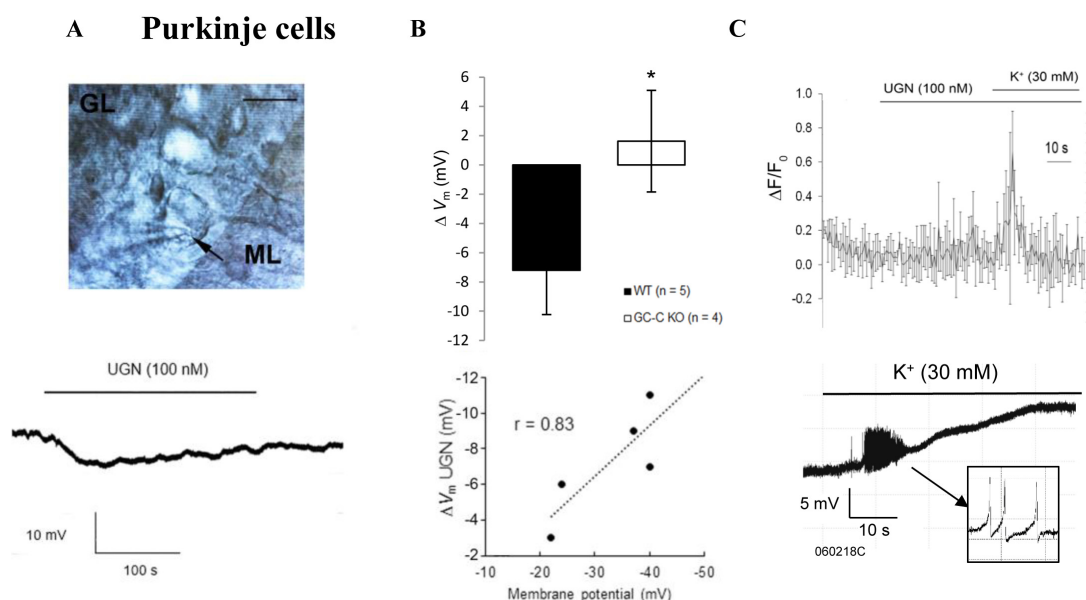 A Purkinje cells
GL
ML
UGN (100 nM)
10 mV
100 s
B
6
4
2
0
-2
-4
-6
-8
-10
-12
Δ Vm (mV)
*
WT (n = 5)
GC-C KO (n = 4)
-12
-10
-8
-6
-4
-2
Δ Vm UGN (mV)
r = 0.83
-10 -20 -30 -40 -50
Membrane potential (mV)
C
K+ (30 mM)
UGN (100 nM)
10 s
1.0
0.8
0.6
0.4
0.2
0.0
-0.2
ΔF/F0
K+ (30 mM)
5 mV
10 s
060218C